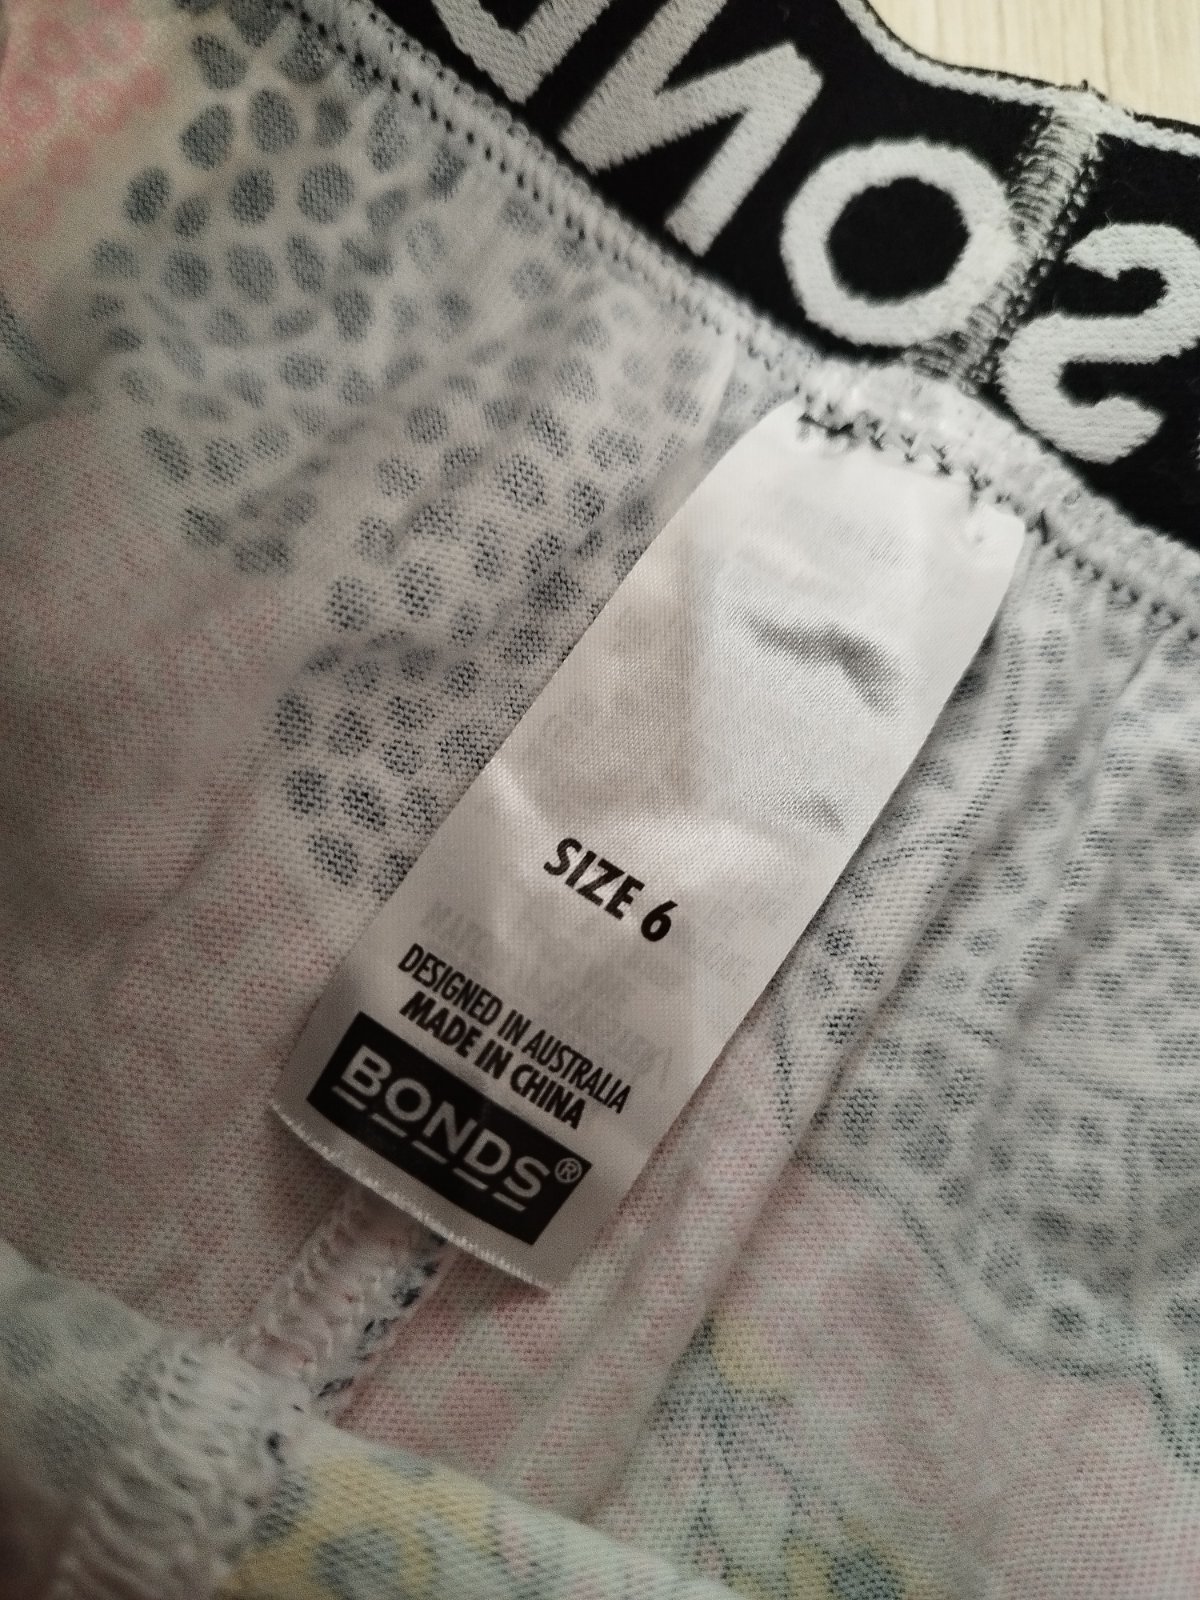 SIZE 6
DESIGNED IN AUSTRALIA
MADE IN CHINA
BONDS®